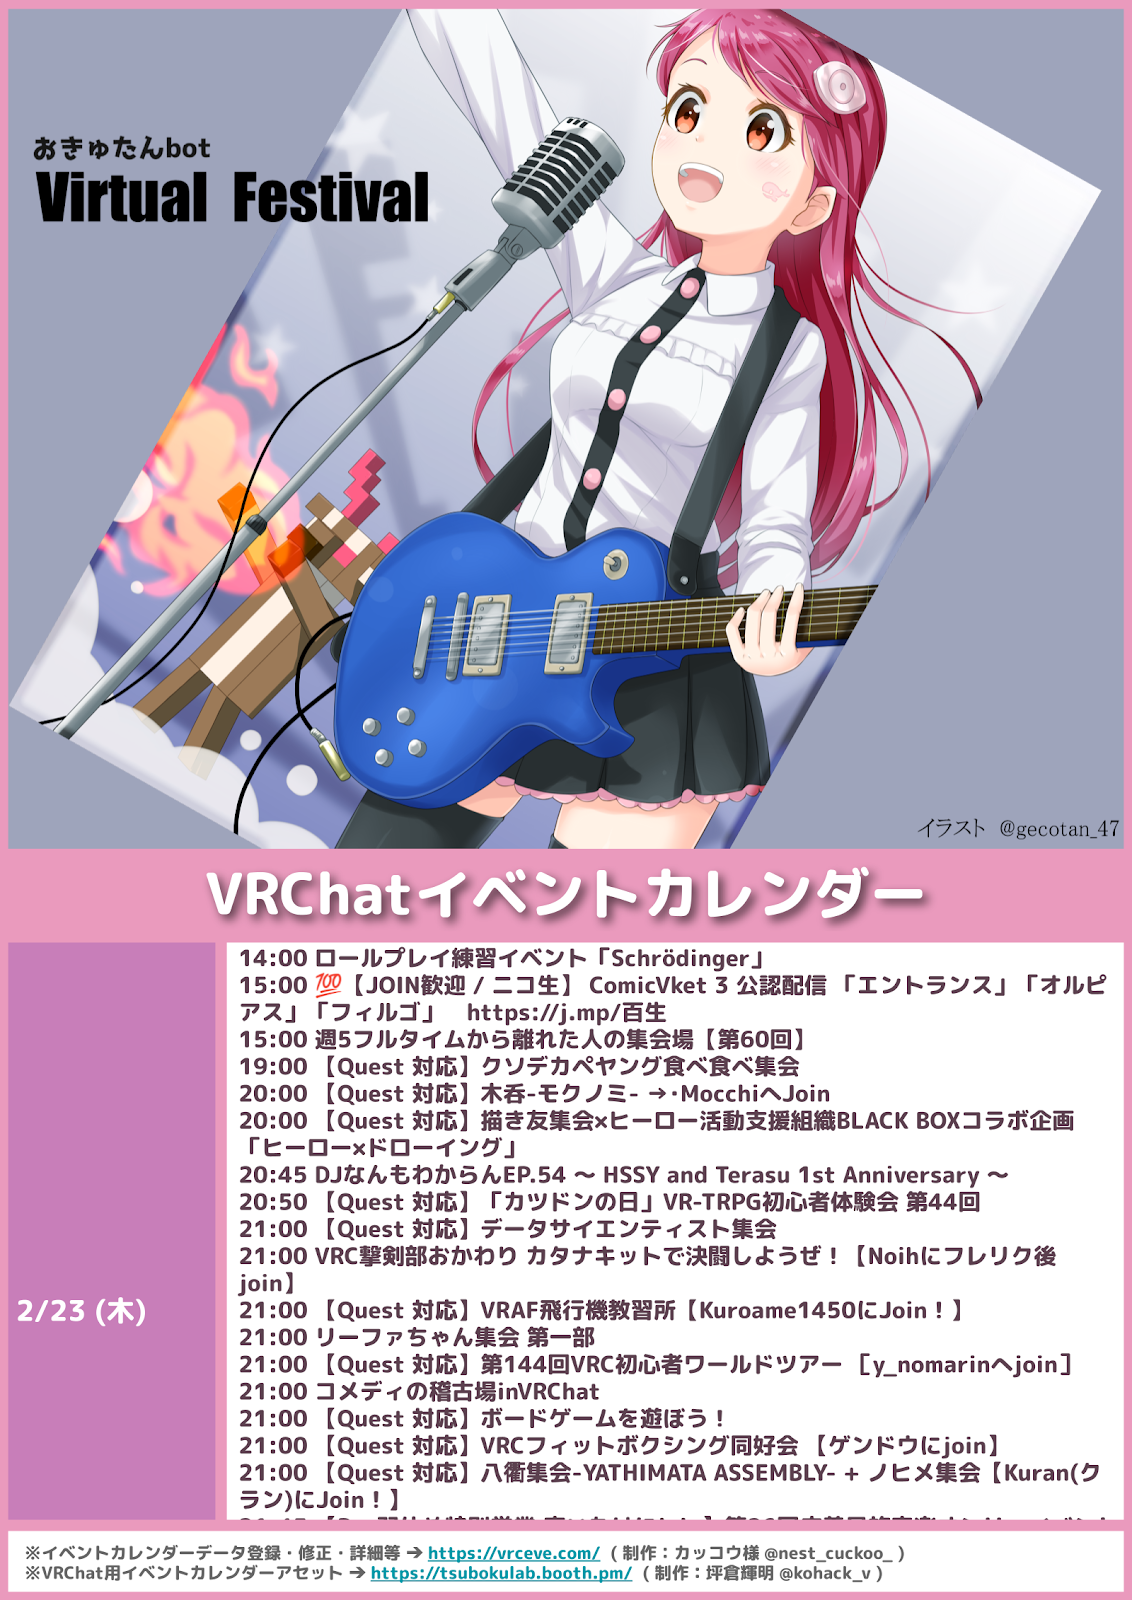 おきゅたんbot
Virtual Festival
イラスト @gecotan_47
VRChatイベントカレンダー
2/23 (木)
14:00 ロールプレイ練習イベント「Schrödinger」
15:00 💯【JOIN歓迎 / ニコ生】 ComicVket 3 公認配信 「エントランス」「オルピ
アス」「フィルゴ」 https://j.mp/百生
15:00 週5フルタイムから離れた人の集会場【第60回】
19:00 【Quest 対応】クソデカペヤング食べ食べ集会
20:00 【Quest 対応】木呑-モクノミ- →･MocchiへJoin
20:00 【Quest 対応】描き友集会×ヒーロー活動支援組織BLACK BOXコラボ企画
「ヒーロー×ドローイング」
20:45 DJなんもわからんEP.54 ～ HSSY and Terasu 1st Anniversary ～
20:50 【Quest 対応】「カツドンの日」VR-TRPG初心者体験会 第44回
21:00 【Quest 対応】データサイエンティスト集会
21:00 VRC撃剣部おかわり カタナキットで決闘しようぜ！【Noihにフレリク後
join】
21:00 【Quest 対応】VRAF飛行機教習所【Kuroame1450にJoin！】
21:00 リーファちゃん集会 第一部
21:00 【Quest 対応】第144回VRC初心者ワールドツアー ［y_nomarinへjoin］
21:00 コメディの稽古場inVRChat
21:00 【Quest 対応】ボードゲームを遊ぼう！
21:00 【Quest 対応】VRCフィットボクシング同好会 【ゲンドウにjoin】
21:00 【Quest 対応】八衢集会-YATHIMATA ASSEMBLY- + ノヒメ集会【Kuran(ク
ラン)にJoin！】
※イベントカレンダーデータ登録・修正・詳細等 ➔ https://vrceve.com/ ( 制作：カッコウ様 @nest_cuckoo_ )
※VRChat用イベントカレンダーアセット ➔ https://tsubokulab.booth.pm/ ( 制作：坪倉輝明 @kohack_v )